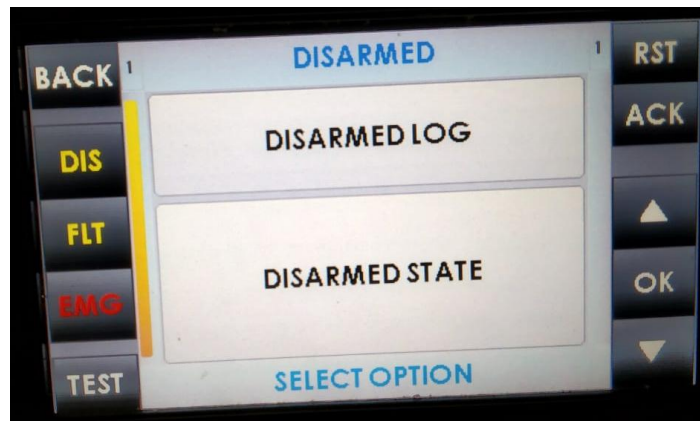 BACK
1
DISARMED
1
RST
ACK
DIS
DISARMED LOG
FLT
DISARMED STATE
OK
EMG
TEST
SELECT OPTION